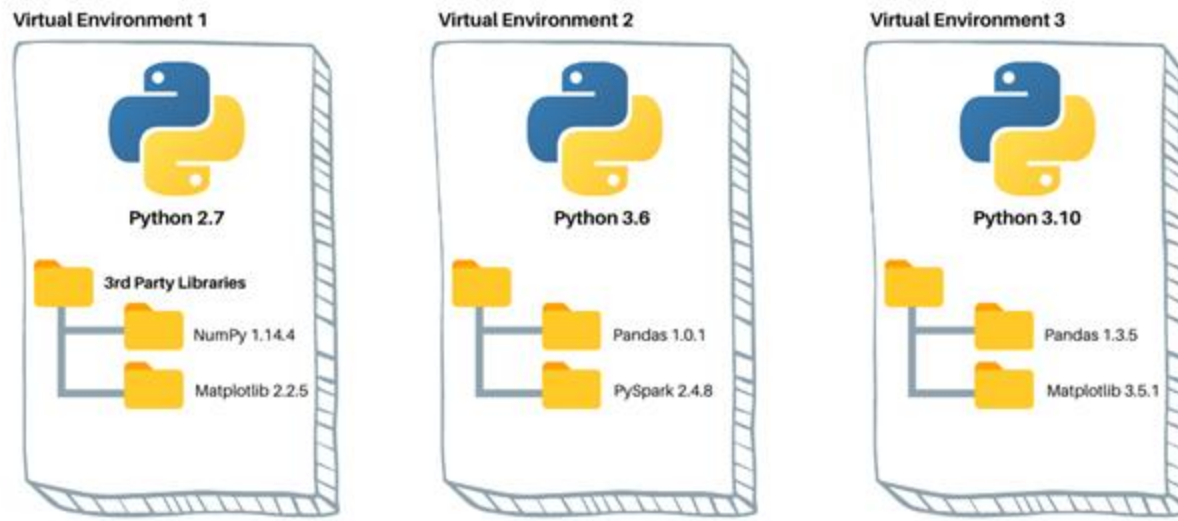 Virtual Environment 1
Python 2.7
3rd Party Libraries
NumPy 1.14.4
Matplotlib 2.2.5
Virtual Environment 2
Python 3.6
Pandas 1.0.1
PySpark 2.4.8
Virtual Environment 3
Python 3.10
Pandas 1.3.5
Matplotlib 3.5.1